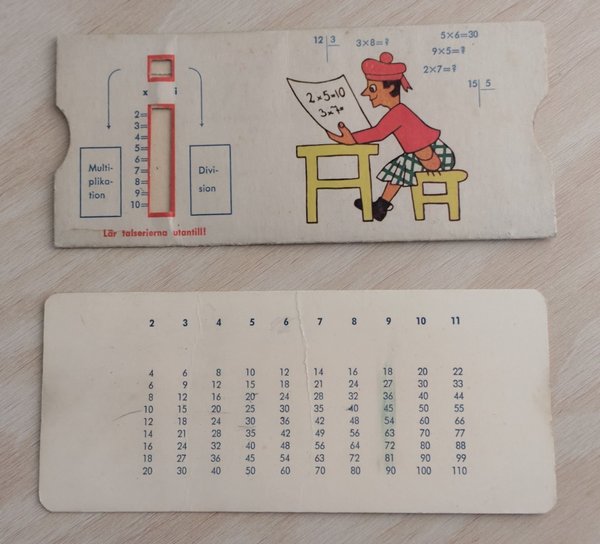 12 3
3×8=?
5×6=30
9×5=?
2×7=?
15 5
2×5=10
3×7=
x i
2=
3=
4=
5=
6=
7=
8=
9=
10=
Multi-
plika-
tion
Divi-
sion
Lär talserierna utantill!
2 3 4 5 6 7 8 9 10 11
4 6 8 10 12 14 16 18 20 22
6 9 12 15 18 21 24 27 30 33
8 12 16 20 24 28 32 36 40 44
10 15 20 25 30 35 40 45 50 55
12 18 24 30 36 42 48 54 60 66
14 21 28 35 42 49 56 63 70 77
16 24 32 40 48 56 64 72 80 88
18 27 36 45 54 63 72 81 90 99
20 30 40 50 60 70 80 90 100 110